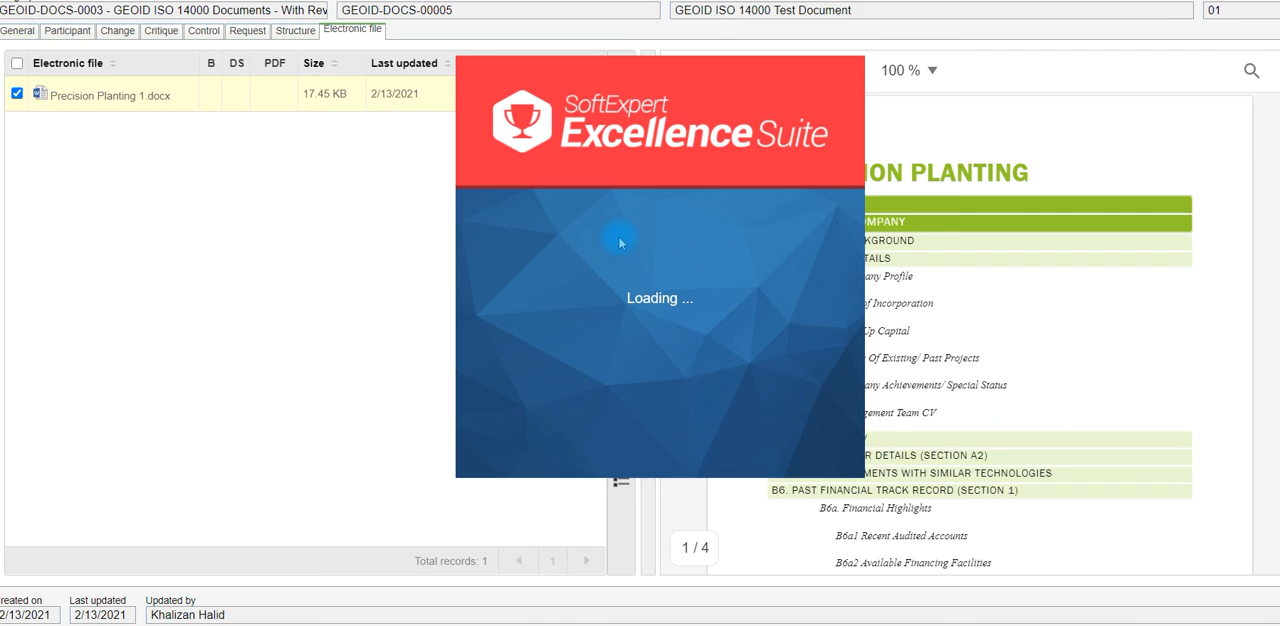 GEOID-DOCS-0003 - GEOID ISO 14000 Documents - With Rev
GEOID-DOCS-00005
GEOID ISO 14000 Test Document
01
General
Participant
Change
Critique
Control
Request
Structure
Electronic file
Electronic file
B
DS
PDF
Size
Last updated
Precision Planting 1.docx
17.45 KB
2/13/2021
SoftExpert
Excellence Suite
Loading ...
100 %
ION PLANTING
MPANY
KGROUND
TAILS
any Profile
of Incorporation
Up Capital
Of Existing/ Past Projects
any Achievements/ Special Status
gement Team CV
R DETAILS (SECTION A2)
MENTS WITH SIMILAR TECHNOLOGIES
B6. PAST FINANCIAL TRACK RECORD (SECTION 1)
B6a. Financial Highlights
B6a1 Recent Audited Accounts
B6a2 Available Financing Facilities
1 / 4
Total records: 1
1
reated on
Last updated
Updated by
2/13/2021
2/13/2021
Khalizan Halid